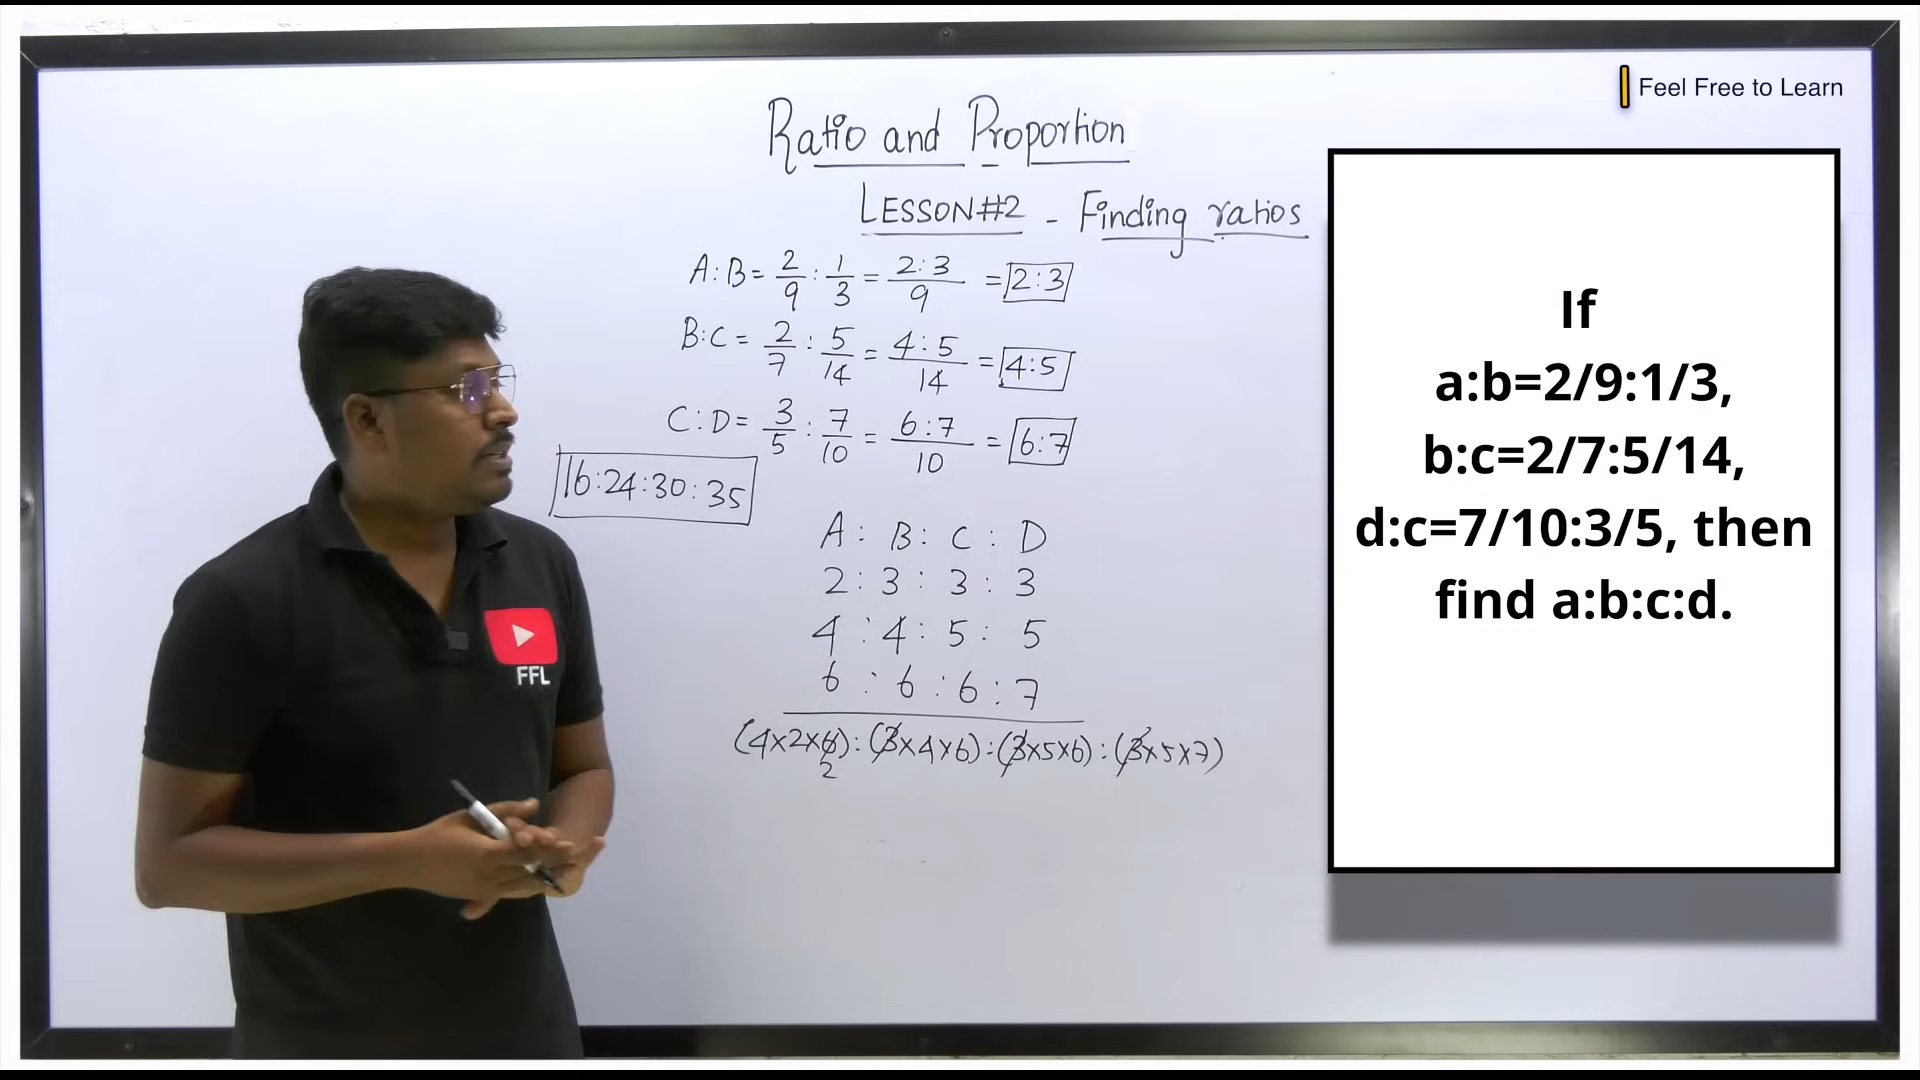 Feel Free to Learn
Ratio and Proportion
LESSON#2 - Finding ratios
A:B = 2/9 : 1/3 = 2:3/9 = 2:3
B:C = 2/7 : 5/14 = 4:5/14 = 4:5
C:D = 3/5 : 7/10 = 6:7/10 = 6:7
16:24:30:35
A : B : C : D
2 : 3 : 3 : 3
4 : 4 : 5 : 5
6 : 6 : 6 : 7
(4×2×6) : (3×4×6) : (3×5×6) : (3×5×7)
2
If
a:b=2/9:1/3,
b:c=2/7:5/14,
d:c=7/10:3/5, then
find a:b:c:d.
FFL